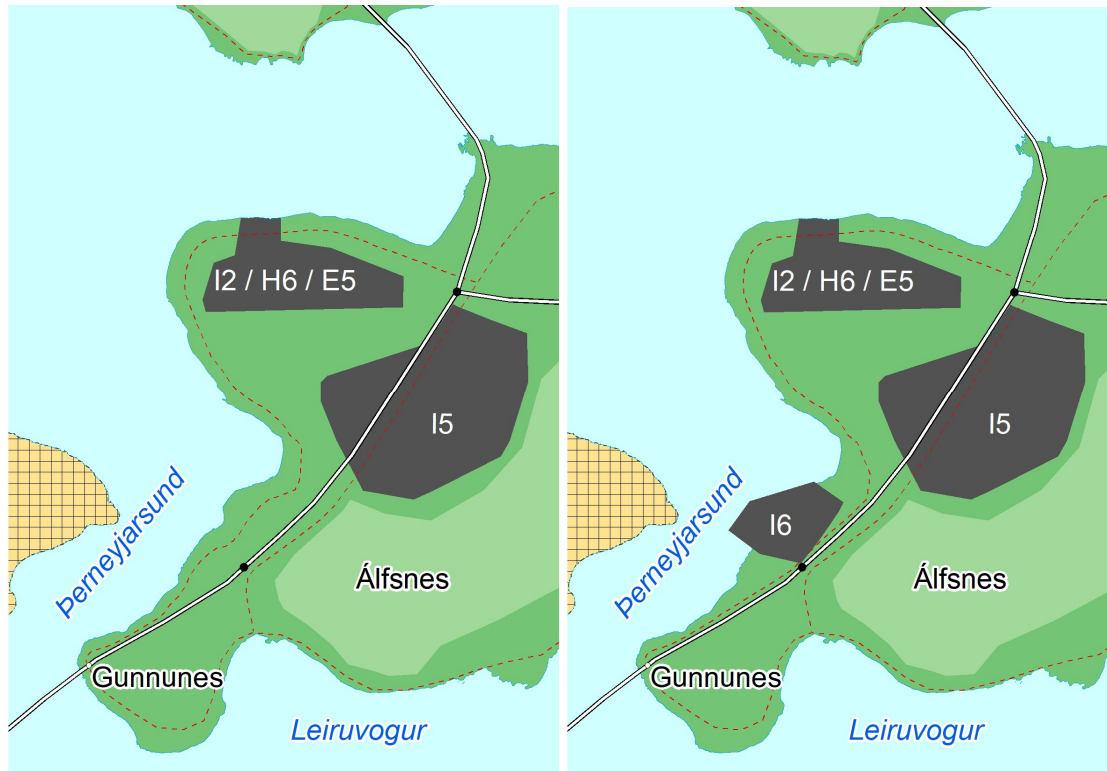 I2 / H6 / E5
I5
Þerneyjarsund
Álfsnes
Gunnunes
Leiruvogur
I2 / H6 / E5
I5
I6
Þerneyjarsund
Álfsnes
Gunnunes
Leiruvogur